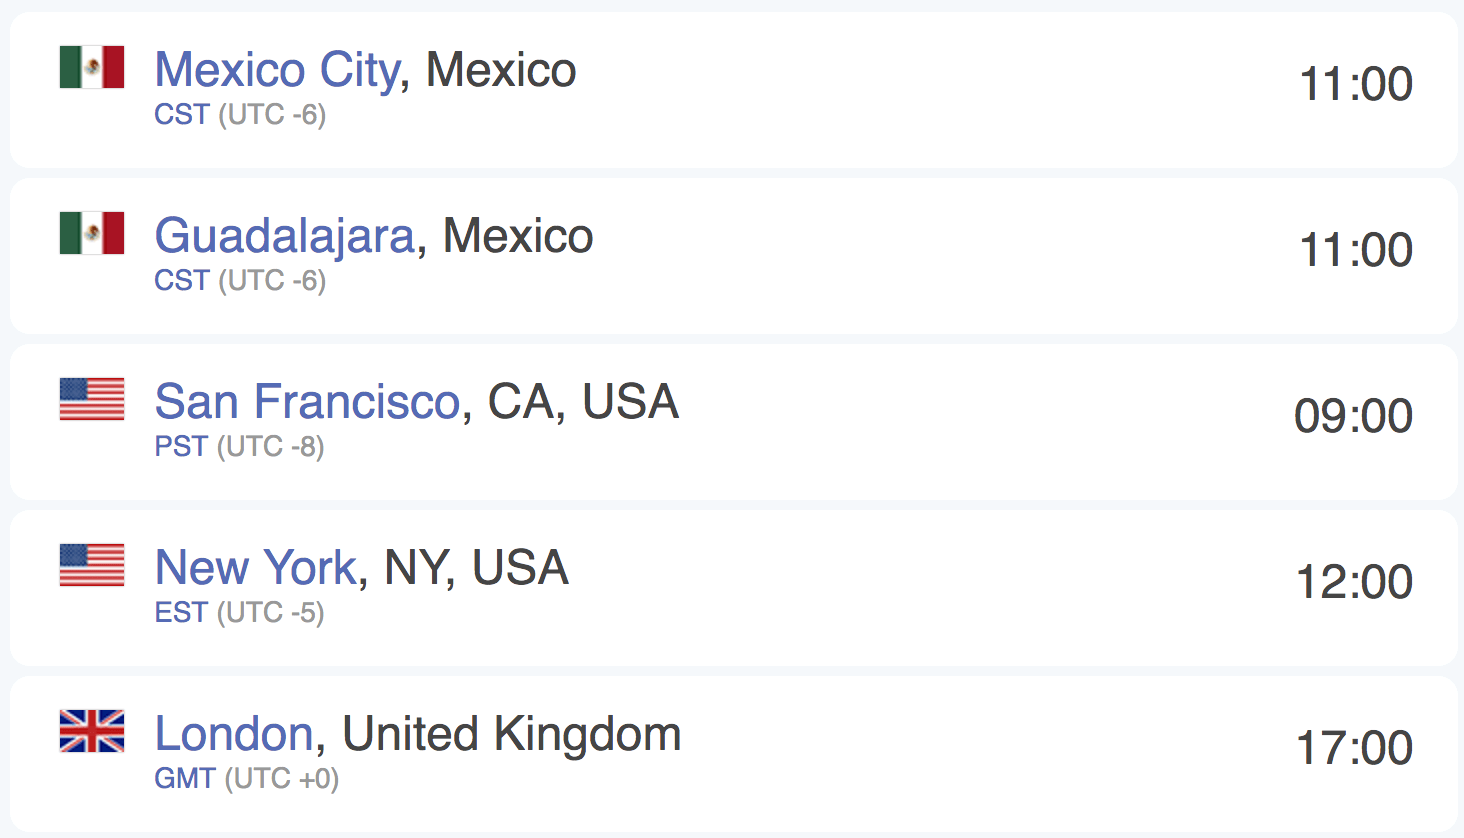 Mexico City, Mexico
11:00
CST (UTC -6)
Guadalajara, Mexico
11:00
CST (UTC -6)
San Francisco, CA, USA
09:00
PST (UTC -8)
New York, NY, USA
12:00
EST (UTC -5)
London, United Kingdom
17:00
GMT (UTC +0)